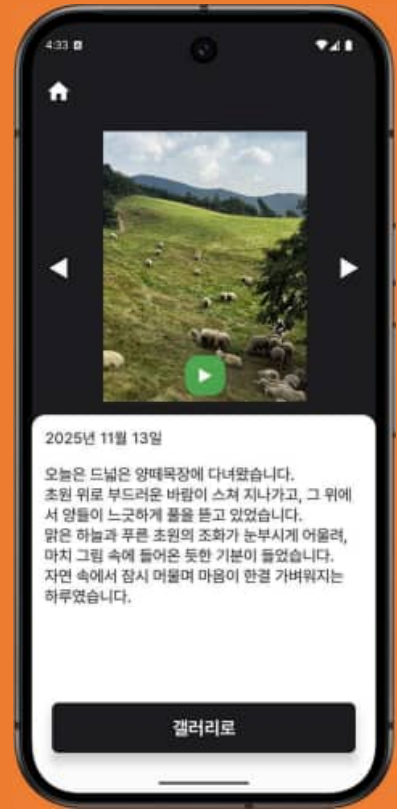 4:33
2025년 11월 13일
오늘은 드넓은 양떼목장에 다녀왔습니다.
초원 위로 부드러운 바람이 스쳐 지나가고, 그 위에
서 양들이 느긋하게 풀을 뜯고 있었습니다.
맑은 하늘과 푸른 초원의 조화가 눈부시게 어울려,
마치 그림 속에 들어온 듯한 기분이 들었습니다.
자연 속에서 잠시 머물며 마음이 한결 가벼워지는
하루였습니다.
갤러리로